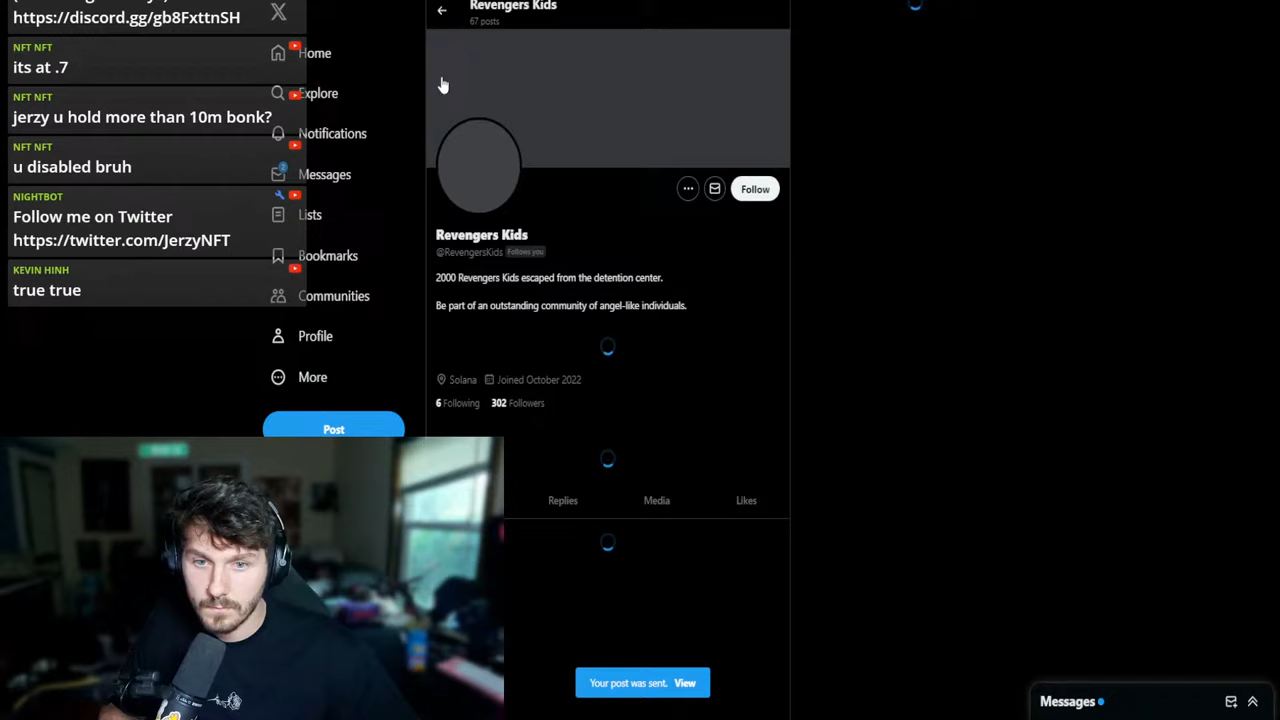 https://discord.gg/gb8FxttnSH
NFT NFT
its at .7
NFT NFT
jerzy u hold more than 10m bonk?
NFT NFT
u disabled bruh
NIGHTBOT
Follow me on Twitter
https://twitter.com/JerzyNFT
KEVIN HINH
true true
Home
Explore
Notifications
2
Messages
Lists
Bookmarks
Communities
Profile
More
Post
Revengers Kids
67 posts
Follow
Revengers Kids
@RevengersKids Follows you
2000 Revengers Kids escaped from the detention center.
Be part of an outstanding community of angel-like individuals.
Solana Joined October 2022
6 Following 302 Followers
Replies Media Likes
Your post was sent. View
Messages